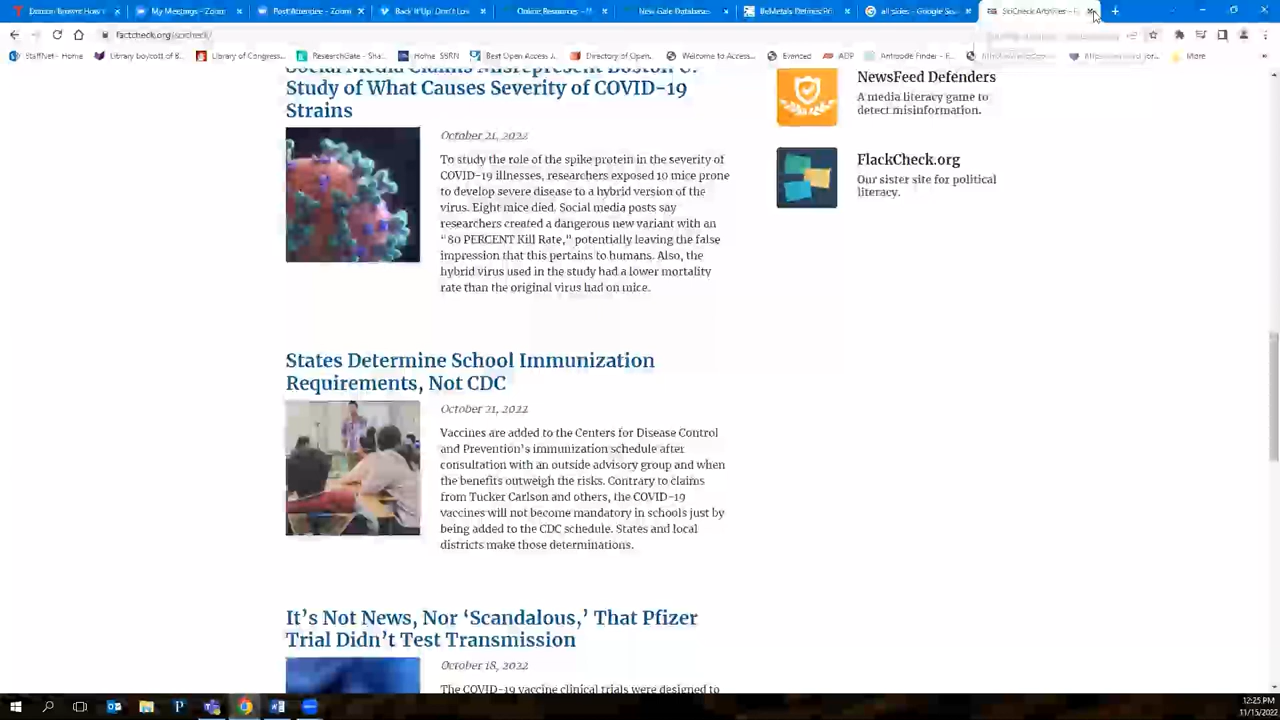 My Meetings - Zoom
Post Attendee - Zoom
Back It Up: Don't Lo
Online Resources - M
New Gale Databases
all sides - Google Se
SciCheck Archives - F
factcheck.org/scicheck/
StaffNet - Home
Library boycott of B...
Library of Congress...
ResearchGate - Sha...
Home :: SSRN
Best Open Access J...
Directory of Open...
Welcome to Access...
Evented
ADP
Antipode Finder - F...
More
Social Media Claims Misrepresent Boston U.
Study of What Causes Severity of COVID-19
Strains
October 21, 2022
To study the role of the spike protein in the severity of
COVID-19 illnesses, researchers exposed 10 mice prone
to develop severe disease to a hybrid version of the
virus. Eight mice died. Social media posts say
researchers created a dangerous new variant with an
“80 PERCENT Kill Rate,” potentially leaving the false
impression that this pertains to humans. Also, the
hybrid virus used in the study had a lower mortality
rate than the original virus had on mice.
NewsFeed Defenders
A media literacy game to
detect misinformation.
FlackCheck.org
Our sister site for political
literacy.
States Determine School Immunization
Requirements, Not CDC
October 21, 2022
Vaccines are added to the Centers for Disease Control
and Prevention’s immunization schedule after
consultation with an outside advisory group and when
the benefits outweigh the risks. Contrary to claims
from Tucker Carlson and others, the COVID-19
vaccines will not become mandatory in schools just by
being added to the CDC schedule. States and local
districts make those determinations.
It’s Not News, Nor ‘Scandalous,’ That Pfizer
Trial Didn’t Test Transmission
October 18, 2022
The COVID-19 vaccine clinical trials were designed to
12:25 PM
11/15/2022